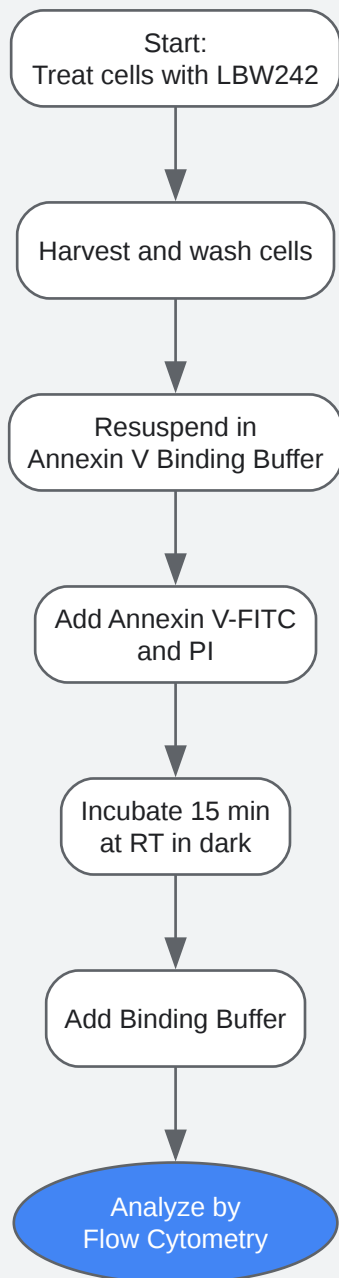 Start:
Treat cells with LBW242
Harvest and wash cells
Resuspend in
Annexin V Binding Buffer
Add Annexin V-FITC
and PI
Incubate 15 min
at RT in dark
Add Binding Buffer
Analyze by
Flow Cytometry